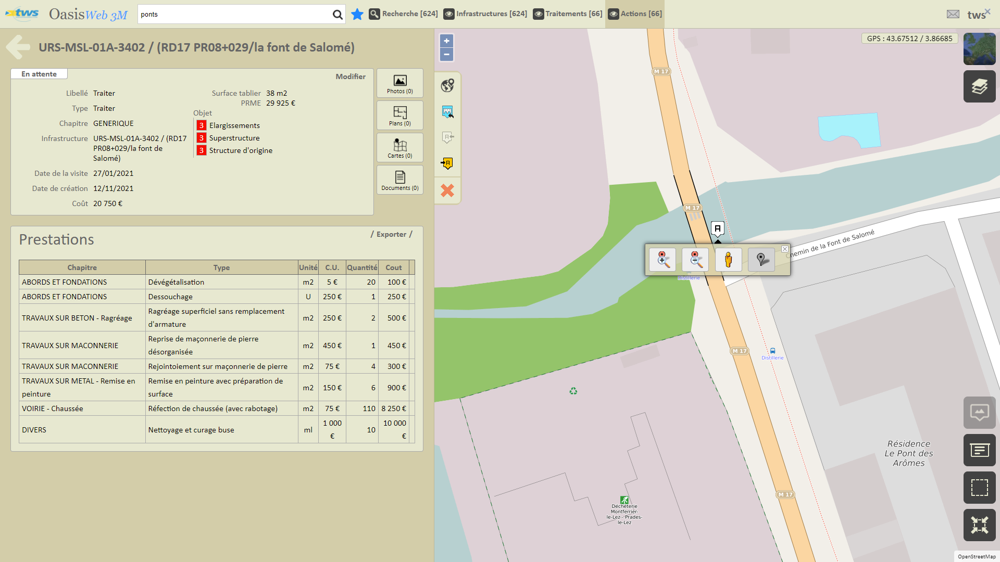 tws OasisWeb 3M ponts Recherche [624] Infrastructures [624] Traitements [66] Actions [66] tws
URS-MSL-01A-3402 / (RD17 PR08+029/la font de Salomé)
En attente
Modifier
Libellé Traiter
Type Traiter
Chapitre GENERIQUE
Infrastructure URS-MSL-01A-3402 / (RD17
PR08+029/la font de
Salomé)
Date de la visite 27/01/2021
Date de création 12/11/2021
Coût 20 750 €
Surface tablier 38 m2
PRME 29 925 €
Objet
3 Elargissements
3 Superstructure
3 Structure d'origine
Photos (0)
Plans (0)
Cartes (0)
Documents (0)
Prestations
/ Exporter /
Chapitre Type Unité C.U. Quantité Cout
ABORDS ET FONDATIONS Dévégétalisation m2 5 € 20 100 €
ABORDS ET FONDATIONS Dessouchage U 250 € 1 250 €
TRAVAUX SUR BETON - Ragréage Ragréage superficiel sans remplacement
d'armature m2 250 € 2 500 €
TRAVAUX SUR MACONNERIE Reprise de maçonnerie de pierre
désorganisée m2 450 € 1 450 €
TRAVAUX SUR MACONNERIE Rejointoiement sur maçonnerie de pierre m2 75 € 4 300 €
TRAVAUX SUR METAL - Remise en
peinture
Remise en peinture avec préparation de
surface m2 150 € 6 900 €
VOIRIE - Chaussée Réfection de chaussée (avec rabotage) m2 75 € 110 8 250 €
DIVERS Nettoyage et curage buse ml 1 000
€ 10 10 000
€
+
−
GPS : 43.67512 / 3.86685
M 17
M 17
A
Chemin de la Font de Salomé
Distillerie
M 17
Distillerie
Résidence
Le Pont des
Arômes
M 17
Déchèterie
Montferrier-
le-Lez - Prades-
le-Lez
OpenStreetMap